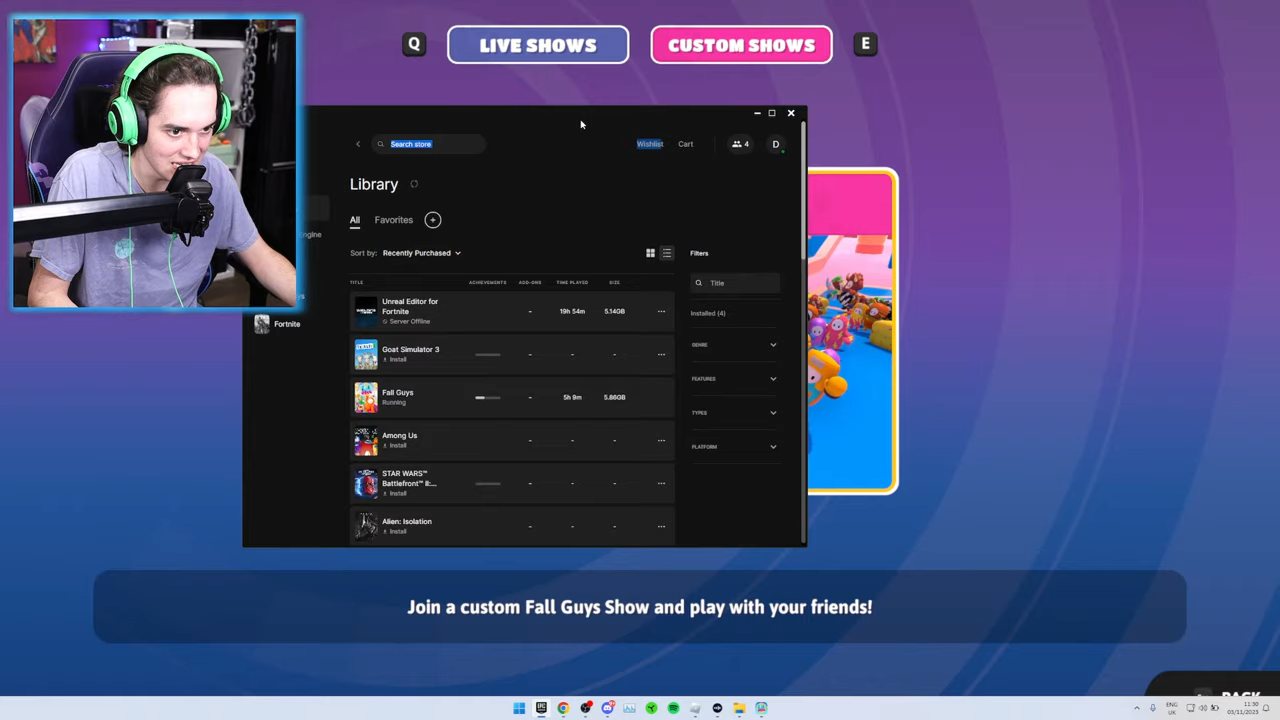 Q
LIVE SHOWS
CUSTOM SHOWS
E
Search store
Wishlist
Cart
4
D
Library
All
Favorites
+
Sort by: Recently Purchased
Filters
TITLE
ACHIEVEMENTS
ADD-ONS
TIME PLAYED
SIZE
Title
Unreal Editor for
Fortnite
Server Offline
-
19h 54m
5.14GB
...
Installed (4)
Fortnite
Goat Simulator 3
Install
-
-
-
...
GENRE
FEATURES
Fall Guys
Running
-
5h 9m
5.86GB
TYPES
Among Us
Install
-
-
-
...
PLATFORM
STAR WARS™
Battlefront™ II:...
Install
-
-
-
...
Alien: Isolation
Install
-
-
-
...
Join a custom Fall Guys Show and play with your friends!
BACK
ENG
UK
11:30
03/11/2023